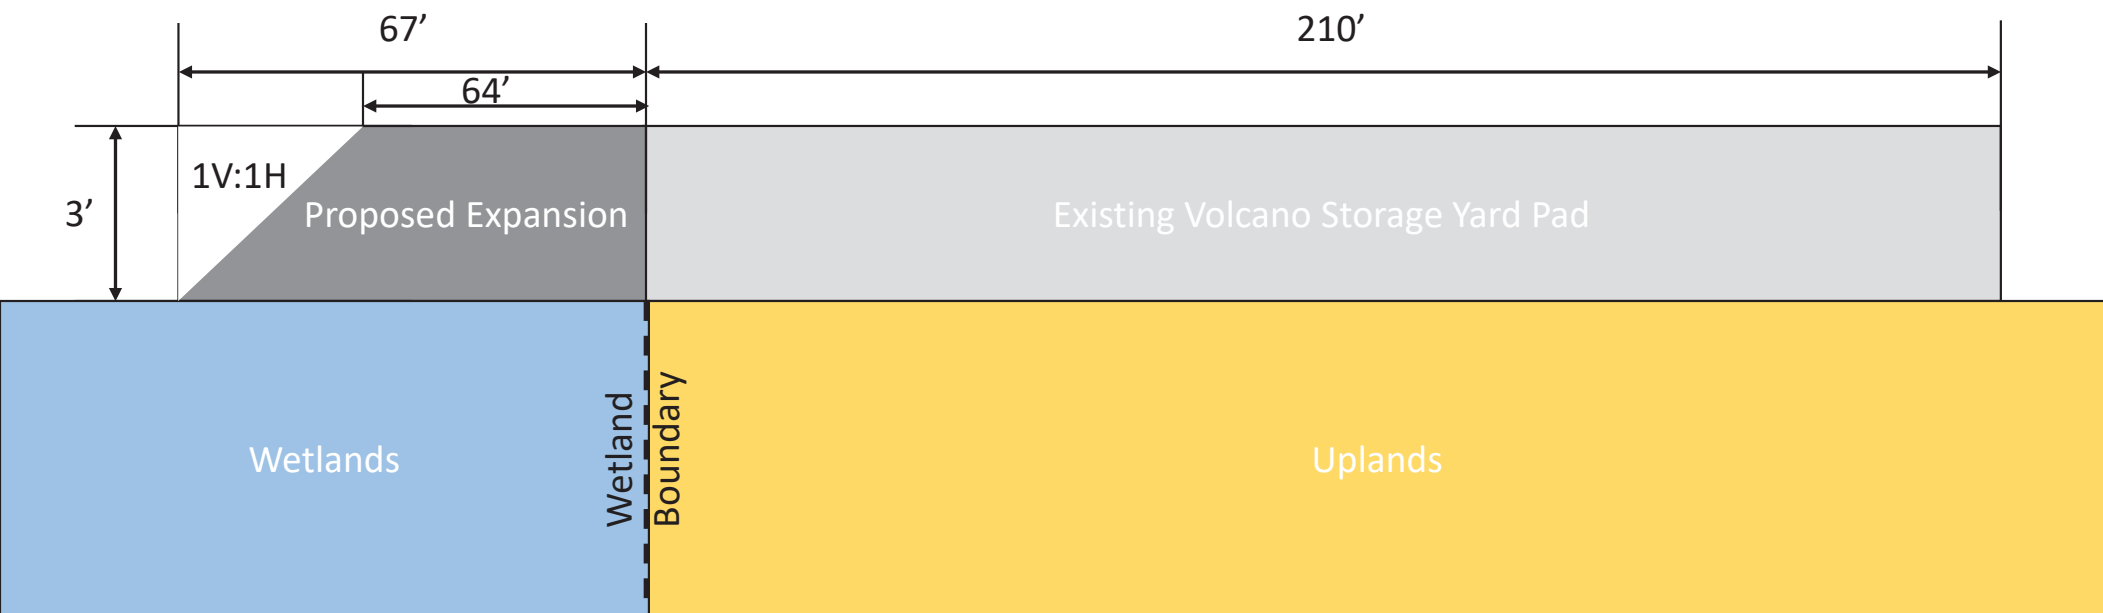 67’
210’
64’
1V:1H
3’
Proposed Expansion
Existing Volcano Storage Yard Pad
Wetland
Boundary
Wetlands
Uplands